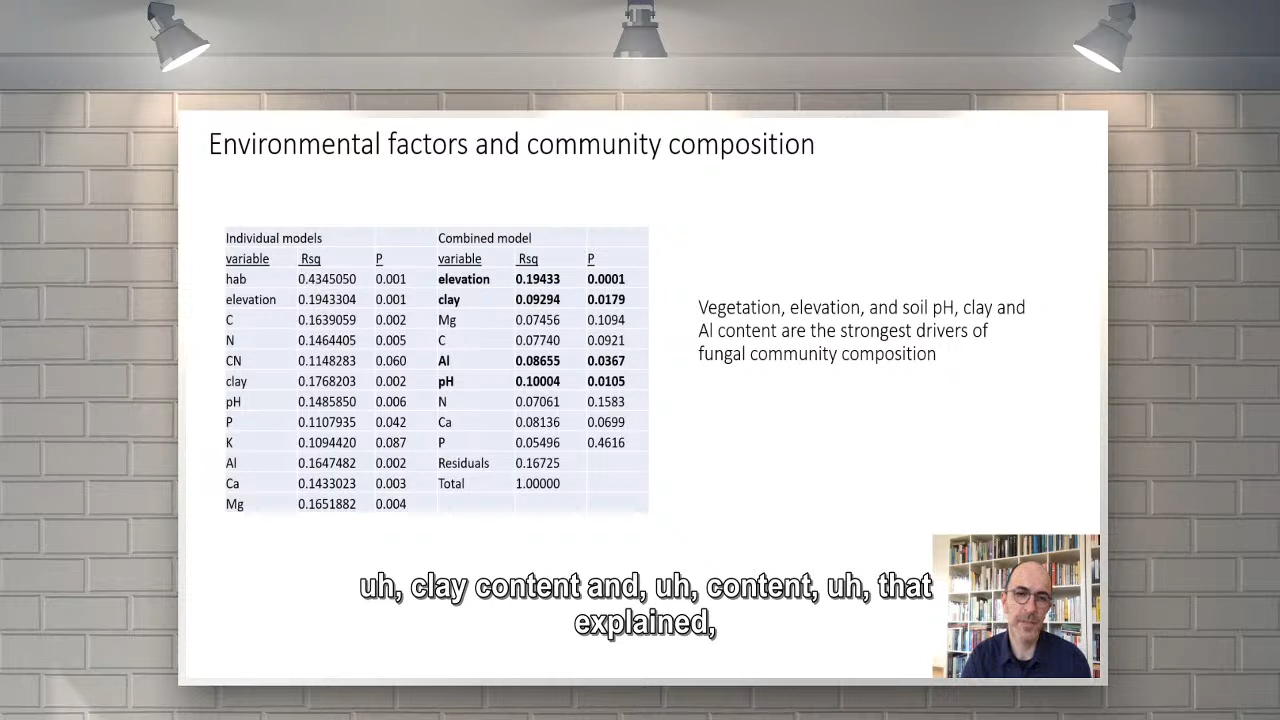 Environmental factors and community composition
Individual models Combined model
variable Rsq P variable Rsq P
hab 0.4345050 0.001 elevation 0.19433 0.0001
elevation 0.1943304 0.001 clay 0.09294 0.0179
C 0.1639059 0.002 Mg 0.07456 0.1094
N 0.1464405 0.005 C 0.07740 0.0921
CN 0.1148283 0.060 Al 0.08655 0.0367
clay 0.1768203 0.002 pH 0.10004 0.0105
pH 0.1485850 0.006 N 0.07061 0.1583
P 0.1107935 0.042 Ca 0.08136 0.0699
K 0.1094420 0.087 P 0.05496 0.4616
Al 0.1647482 0.002 Residuals 0.16725
Ca 0.1433023 0.003 Total 1.00000
Mg 0.1651882 0.004
Vegetation, elevation, and soil pH, clay and
Al content are the strongest drivers of
fungal community composition
uh, clay content and, uh, content, uh, that
explained,